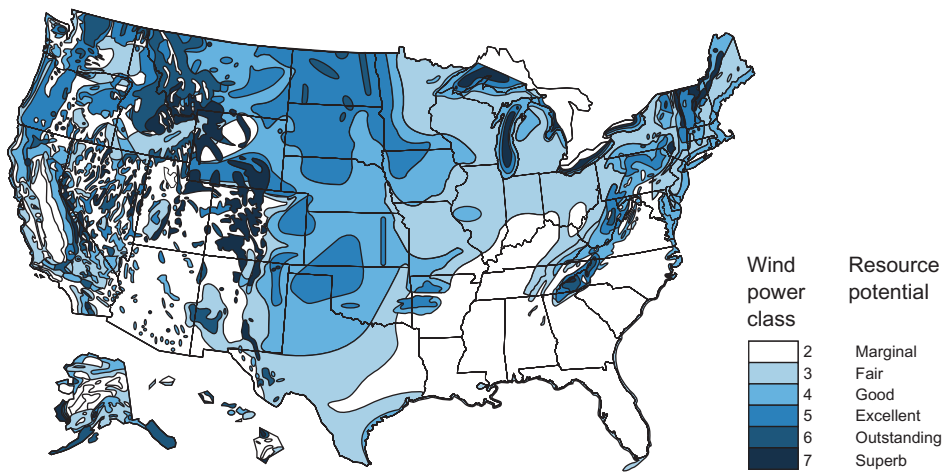 Wind power class
Resource potential
2 Marginal
3 Fair
4 Good
5 Excellent
6 Outstanding
7 Superb